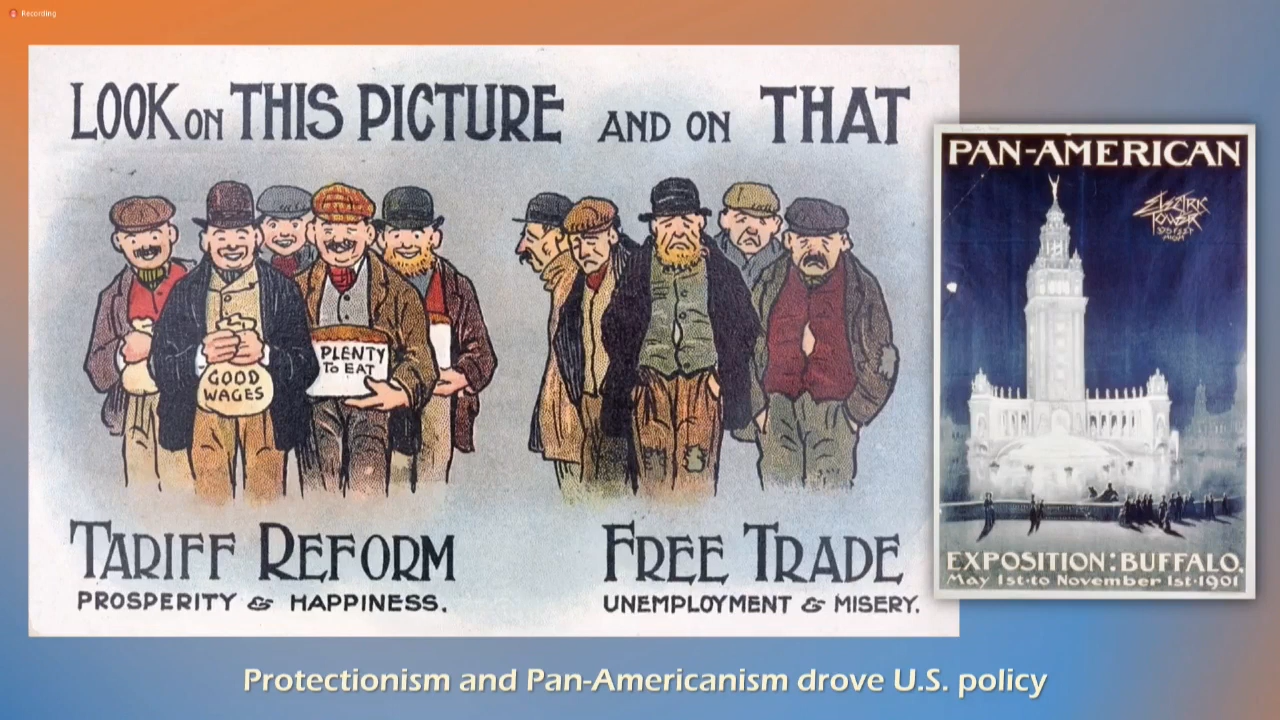 Recording
LOOK ON THIS PICTURE AND ON THAT
GOOD
WAGES
PLENTY
TO EAT
TARIFF REFORM
PROSPERITY & HAPPINESS.
FREE TRADE
UNEMPLOYMENT & MISERY.
PAN-AMERICAN
ELECTRIC
TOWER
HIGH
EXPOSITION: BUFFALO,
May 1st to November 1st-1901
Protectionism and Pan-Americanism drove U.S. policy